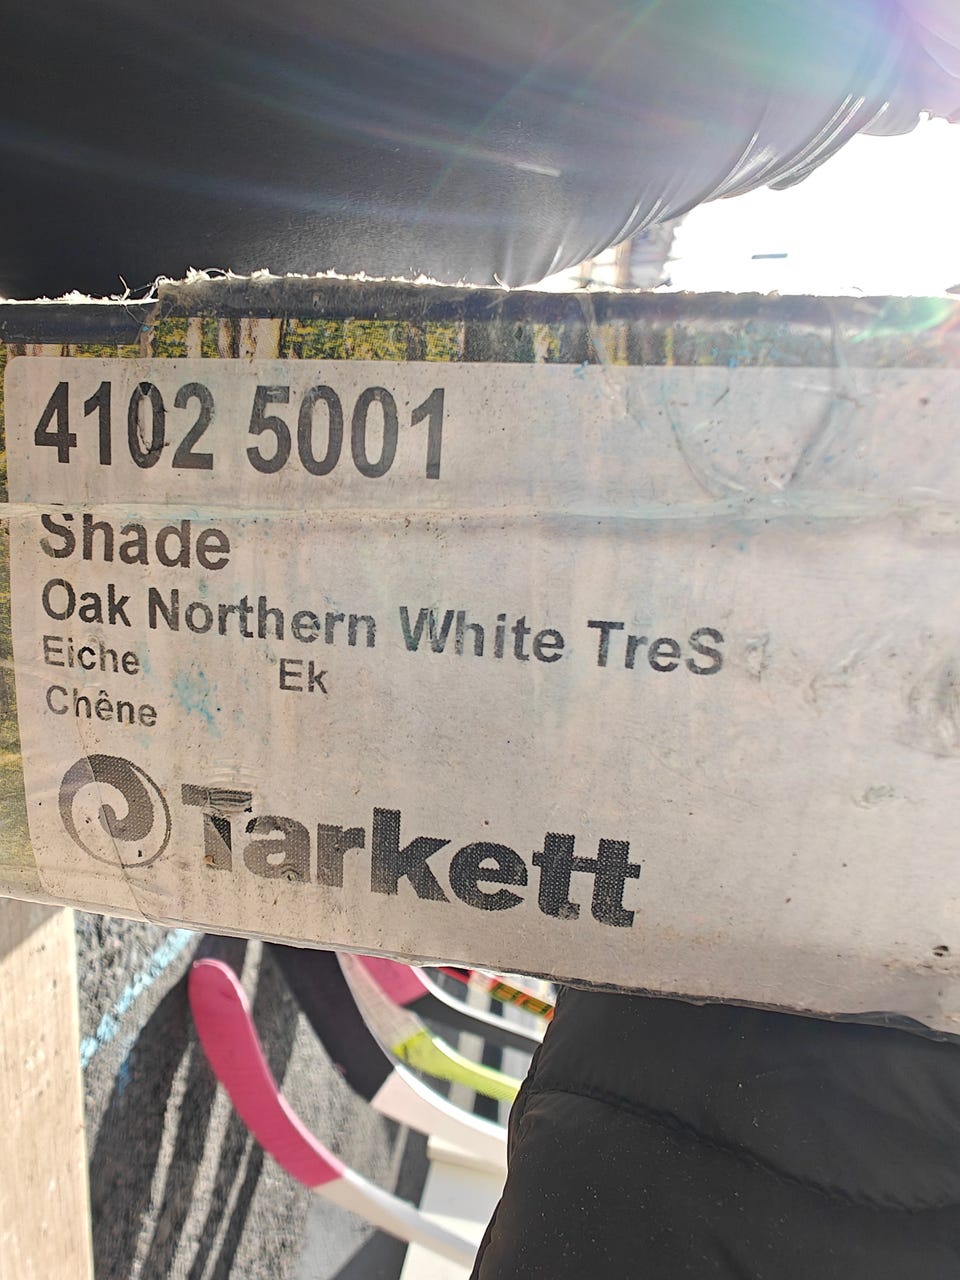 4102 5001
Shade
Oak Northern White TreS
Eiche Ek
Chêne
Tarkett